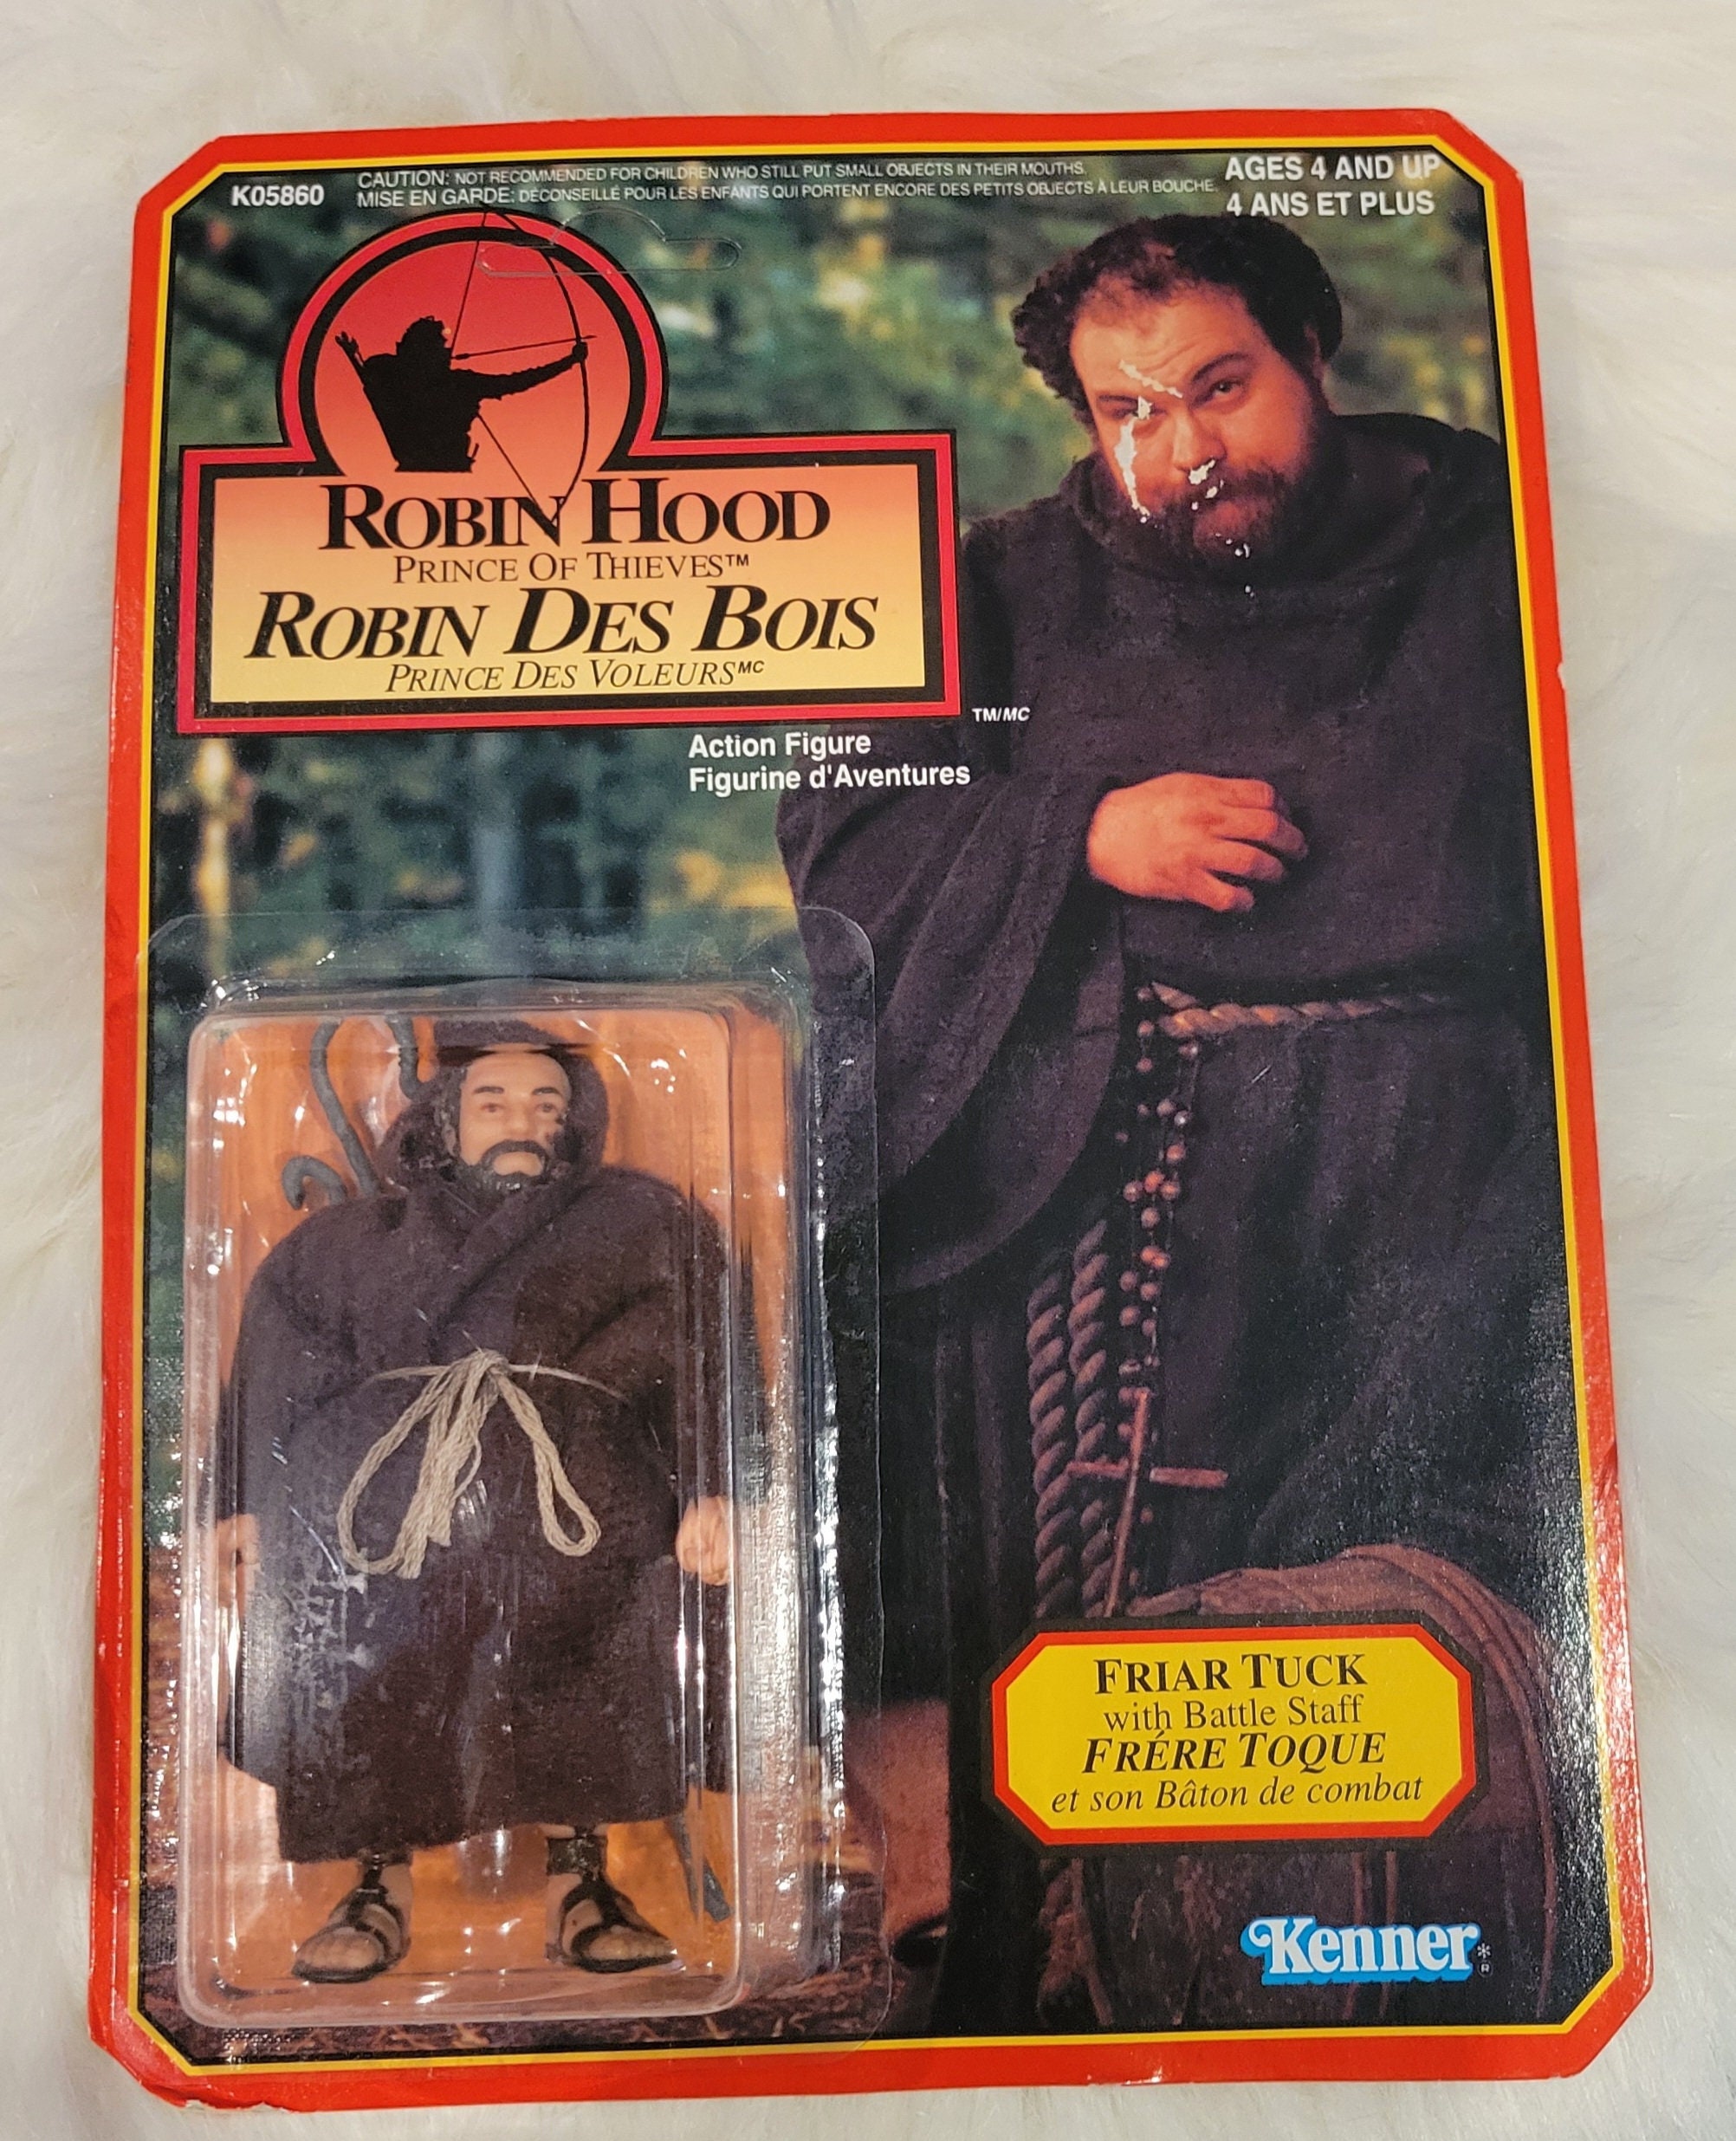 K05860
CAUTION: NOT RECOMMENDED FOR CHILDREN WHO STILL PUT SMALL OBJECTS IN THEIR MOUTHS.
MISE EN GARDE: DÉCONSEILLÉ POUR LES ENFANTS QUI PORTENT ENCORE DES PETITS OBJECTS À LEUR BOUCHE.
AGES 4 AND UP
4 ANS ET PLUS
ROBIN HOOD
PRINCE OF THIEVES™
ROBIN DES BOIS
PRINCE DES VOLEURSMC
TM/MC
Action Figure
Figurine d'Aventures
FRIAR TUCK
with Battle Staff
FRÉRE TOQUE
et son Bâton de combat
Kenner®